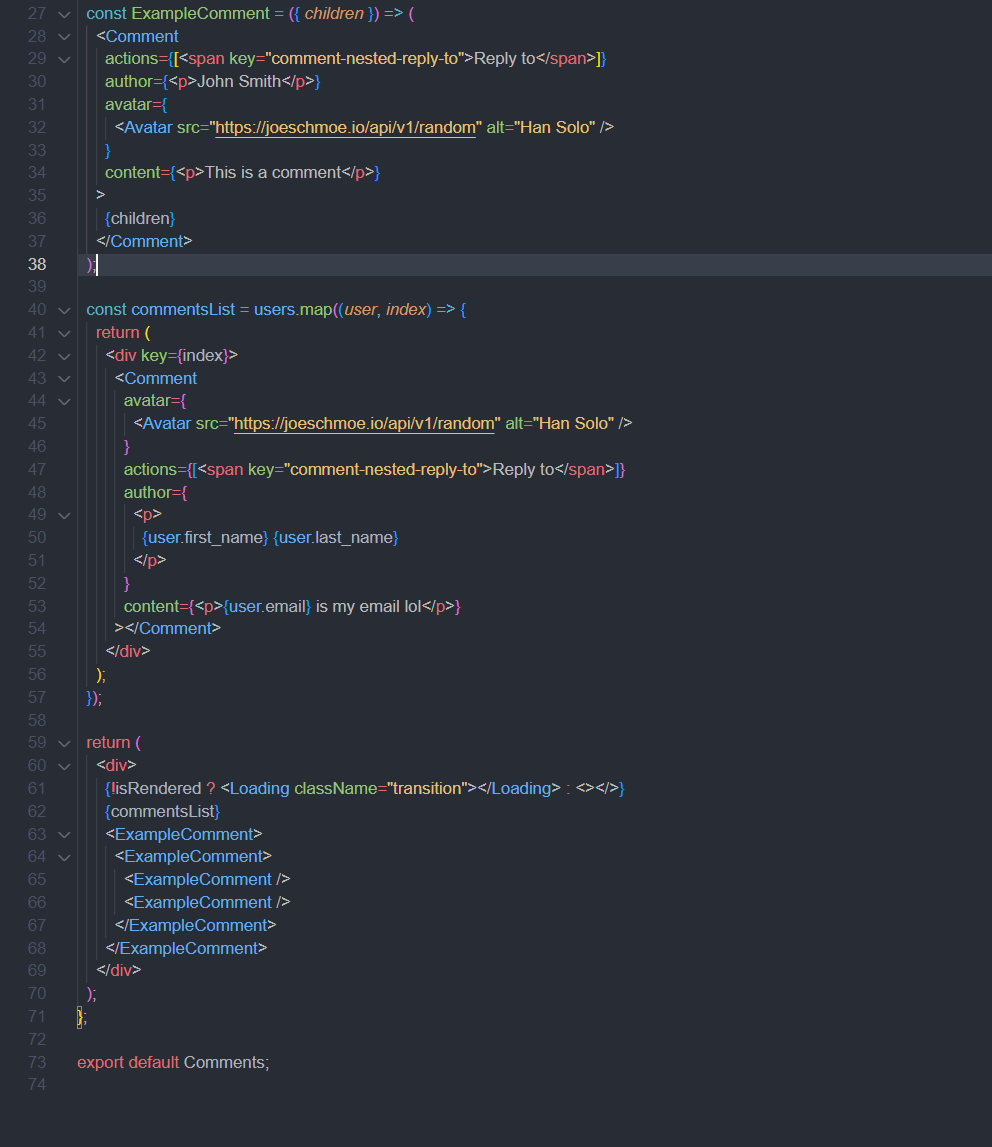 27 const ExampleComment = ({ children }) => (
28 <Comment
29 actions={[<span key="comment-nested-reply-to">Reply to</span>]}
30 author={<p>John Smith</p>}
31 avatar={
32 <Avatar src="https://joeschmoe.io/api/v1/random" alt="Han Solo" />
33 }
34 content={<p>This is a comment</p>}
35 >
36 {children}
37 </Comment>
38 );
39
40 const commentsList = users.map((user, index) => {
41 return (
42 <div key={index}>
43 <Comment
44 avatar={
45 <Avatar src="https://joeschmoe.io/api/v1/random" alt="Han Solo" />
46 }
47 actions={[<span key="comment-nested-reply-to">Reply to</span>]}
48 author={
49 <p>
50 {user.first_name} {user.last_name}
51 </p>
52 }
53 content={<p>{user.email} is my email lol</p>}
54 ></Comment>
55 </div>
56 );
57 });
58
59 return (
60 <div>
61 {!isRendered ? <Loading className="transition"></Loading> : <></>}
62 {commentsList}
63 <ExampleComment>
64 <ExampleComment>
65 <ExampleComment />
66 <ExampleComment />
67 </ExampleComment>
68 </ExampleComment>
69 </div>
70 );
71 };
72
73 export default Comments;
74